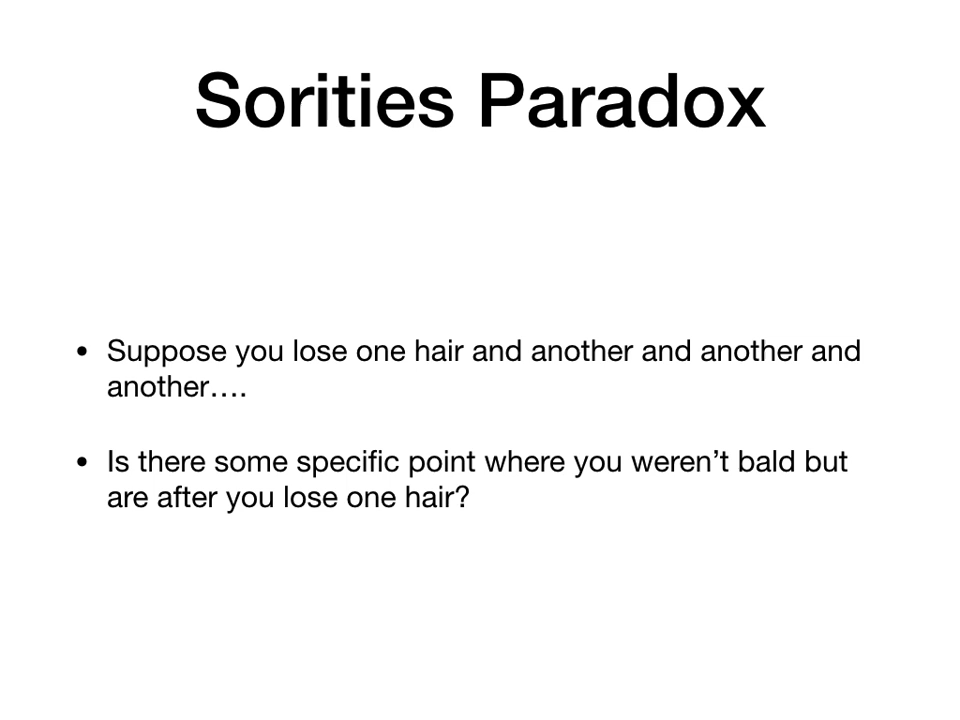 Sorities Paradox
• Suppose you lose one hair and another and another and
another….
• Is there some specific point where you weren’t bald but
are after you lose one hair?